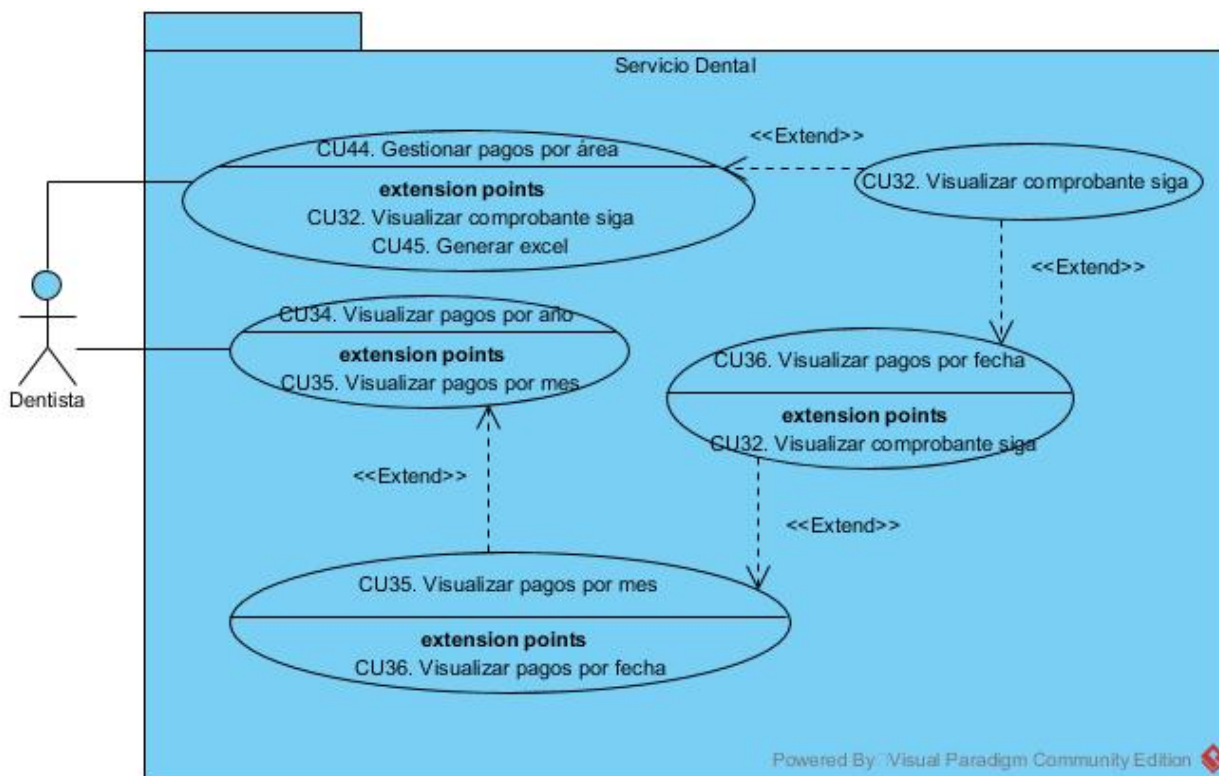 Servicio Dental
CU44. Gestionar pagos por área
extension points
CU32. Visualizar comprobante siga
CU45. Generar excel
<<Extend>>
CU32. Visualizar comprobante siga
<<Extend>>
CU34. Visualizar pagos por año
extension points
CU35. Visualizar pagos por mes
Dentista
CU36. Visualizar pagos por fecha
extension points
CU32. Visualizar comprobante siga
<<Extend>>
<<Extend>>
CU35. Visualizar pagos por mes
extension points
CU36. Visualizar pagos por fecha
Powered By Visual Paradigm Community Edition